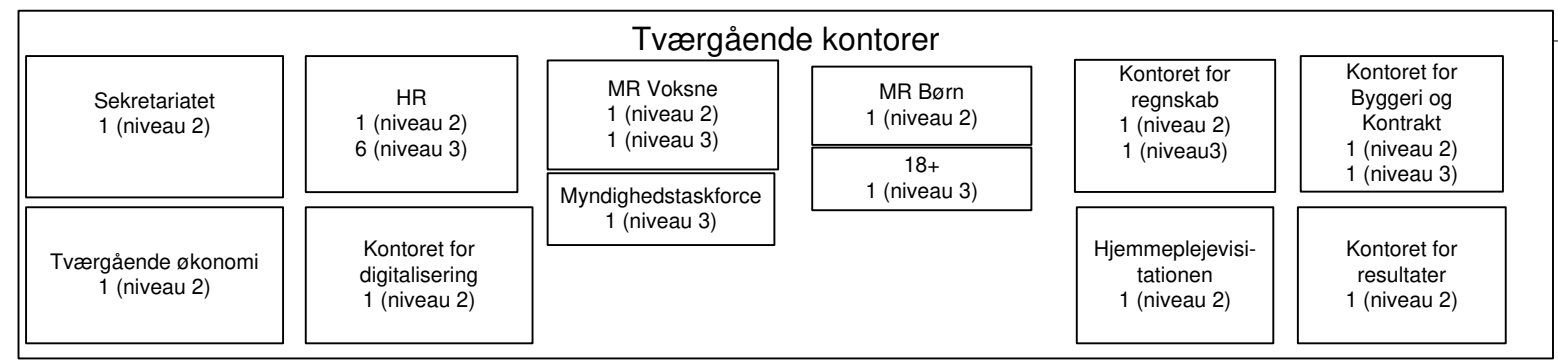 Tværgående kontorer
Sekretariatet
1 (niveau 2)
HR
1 (niveau 2)
6 (niveau 3)
MR Voksne
1 (niveau 2)
1 (niveau 3)
MR Børn
1 (niveau 2)
Kontoret for
regnskab
1 (niveau 2)
1 (niveau3)
Kontoret for
Byggeri og
Kontrakt
1 (niveau 2)
1 (niveau 3)
Myndighedstaskforce
1 (niveau 3)
18+
1 (niveau 3)
Tværgående økonomi
1 (niveau 2)
Kontoret for
digitalisering
1 (niveau 2)
Hjemmeplejevisi-
tationen
1 (niveau 2)
Kontoret for
resultater
1 (niveau 2)